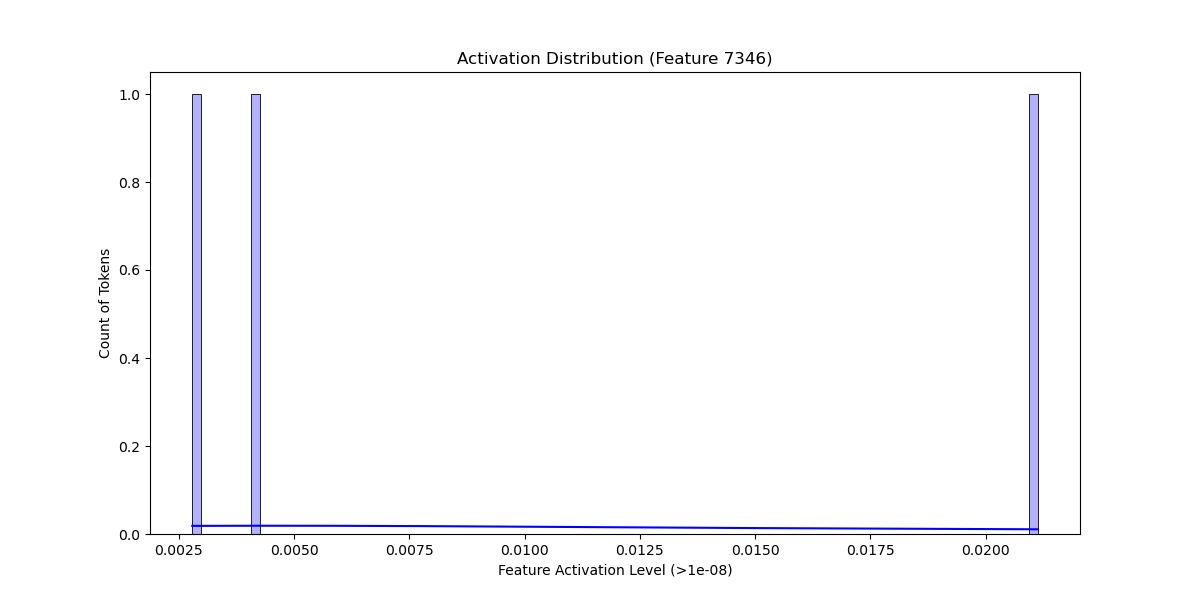 Activation Distribution (Feature 7346)
1.0
0.8
0.6
0.4
0.2
0.0
Count of Tokens
0.0025 0.0050 0.0075 0.0100 0.0125 0.0150 0.0175 0.0200
Feature Activation Level (>1e-08)